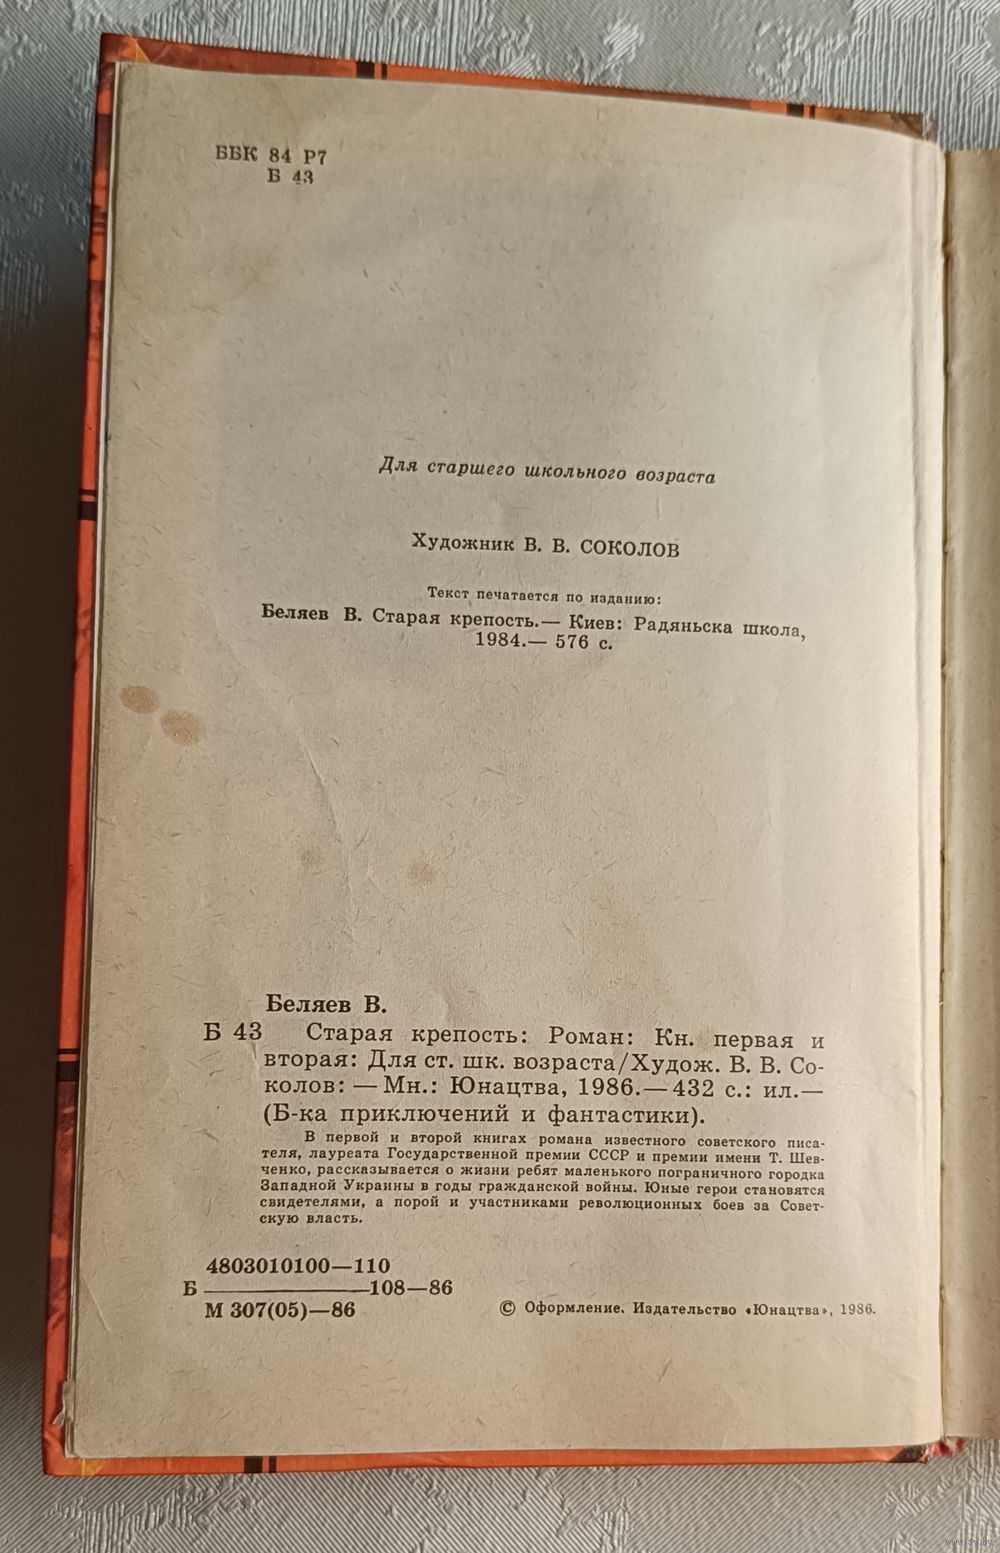 ББК 84 Р7
Б 43
Для старшего школьного возраста
Художник В. В. СОКОЛОВ
Текст печатается по изданию:
Беляев В. Старая крепость.— Киев: Радяньска школа,
1984.— 576 с.
Беляев В.
Б 43 Старая крепость: Роман: Кн. первая и
вторая: Для ст. шк. возраста/Худож. В. В. Со-
колов: — Мн.: Юнацтва, 1986.— 432 с.: ил.—
(Б-ка приключений и фантастики).
В первой и второй книгах романа известного советского писа-
теля, лауреата Государственной премии СССР и премии имени Т. Шев-
ченко, рассказывается о жизни ребят маленького пограничного городка
Западной Украины в годы гражданской войны. Юные герои становятся
свидетелями, а порой и участниками революционных боев за Совет-
скую власть.
4803010100—110
Б ————— 108—86
М 307(05)—86
© Оформление. Издательство «Юнацтва», 1986.